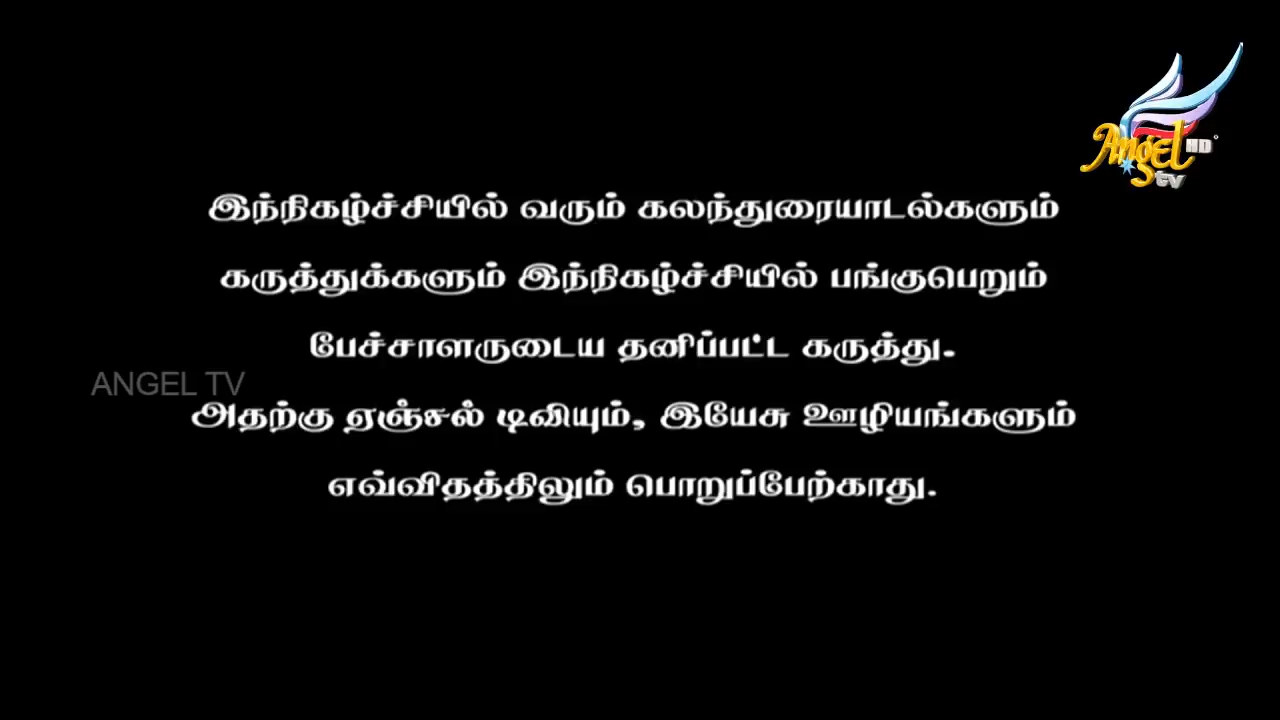 Angel HD
tv
இந்நிகழ்ச்சியில் வரும் கலந்துரையாடல்களும்
கருத்துக்களும் இந்நிகழ்ச்சியில் பங்குபெறும்
பேச்சாளருடைய தனிப்பட்ட கருத்து.
ANGEL TV
அதற்கு ஏஞ்சல் டிவியும், இயேசு ஊழியங்களும்
எவ்விதத்திலும் பொறுப்பேற்காது.